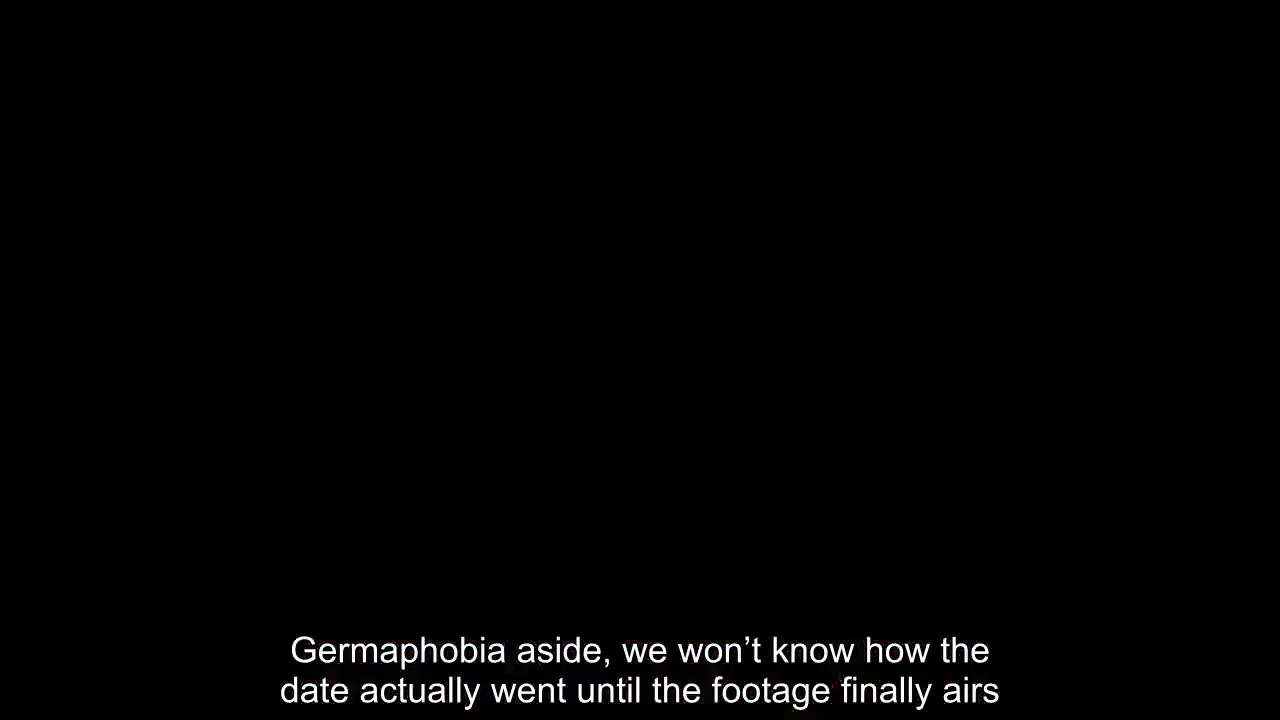 Germaphobia aside, we won’t know how the
date actually went until the footage finally airs